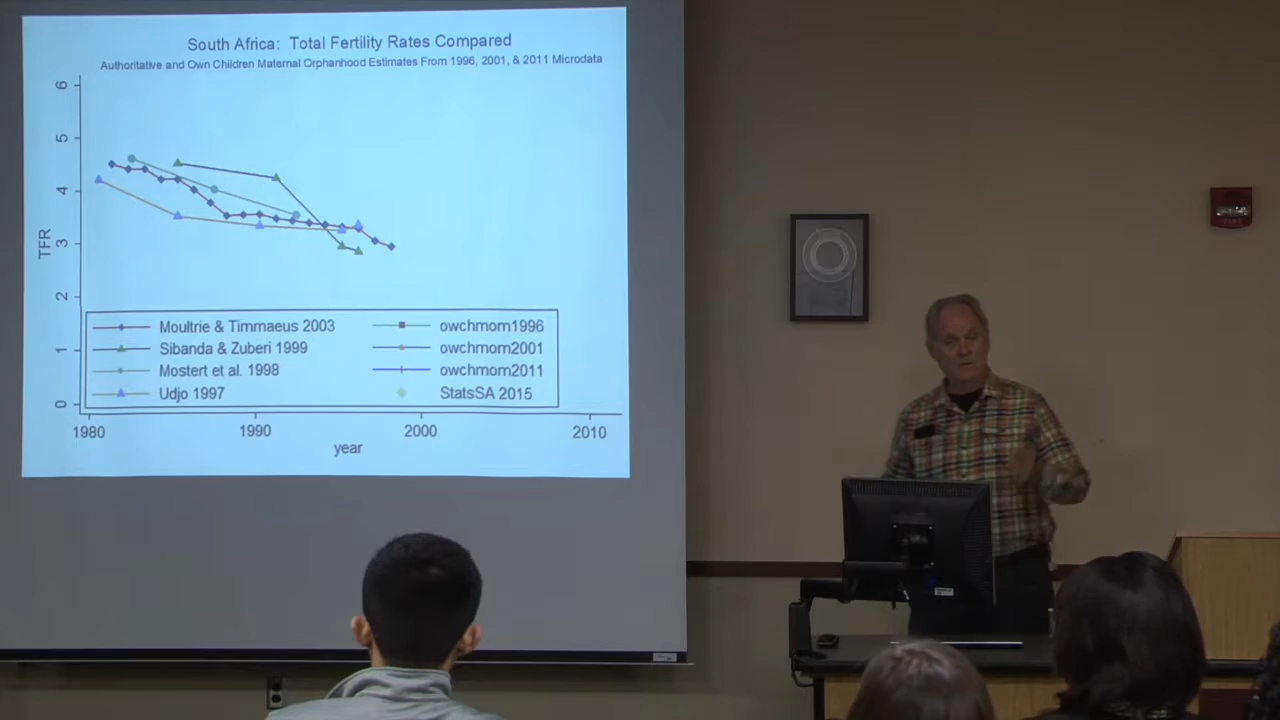 South Africa:  Total Fertility Rates Compared
Authoritative and Own Children Maternal Orphanhood Estimates From 1996, 2001, & 2011 Microdata
6
5
4
3
2
1
0
TFR
Moultrie & Timmaeus 2003
Sibanda & Zuberi 1999
Mostert et al. 1998
Udjo 1997
owchmom1996
owchmom2001
owchmom2011
StatsSA 2015
1980
1990
2000
2010
year
FIRE